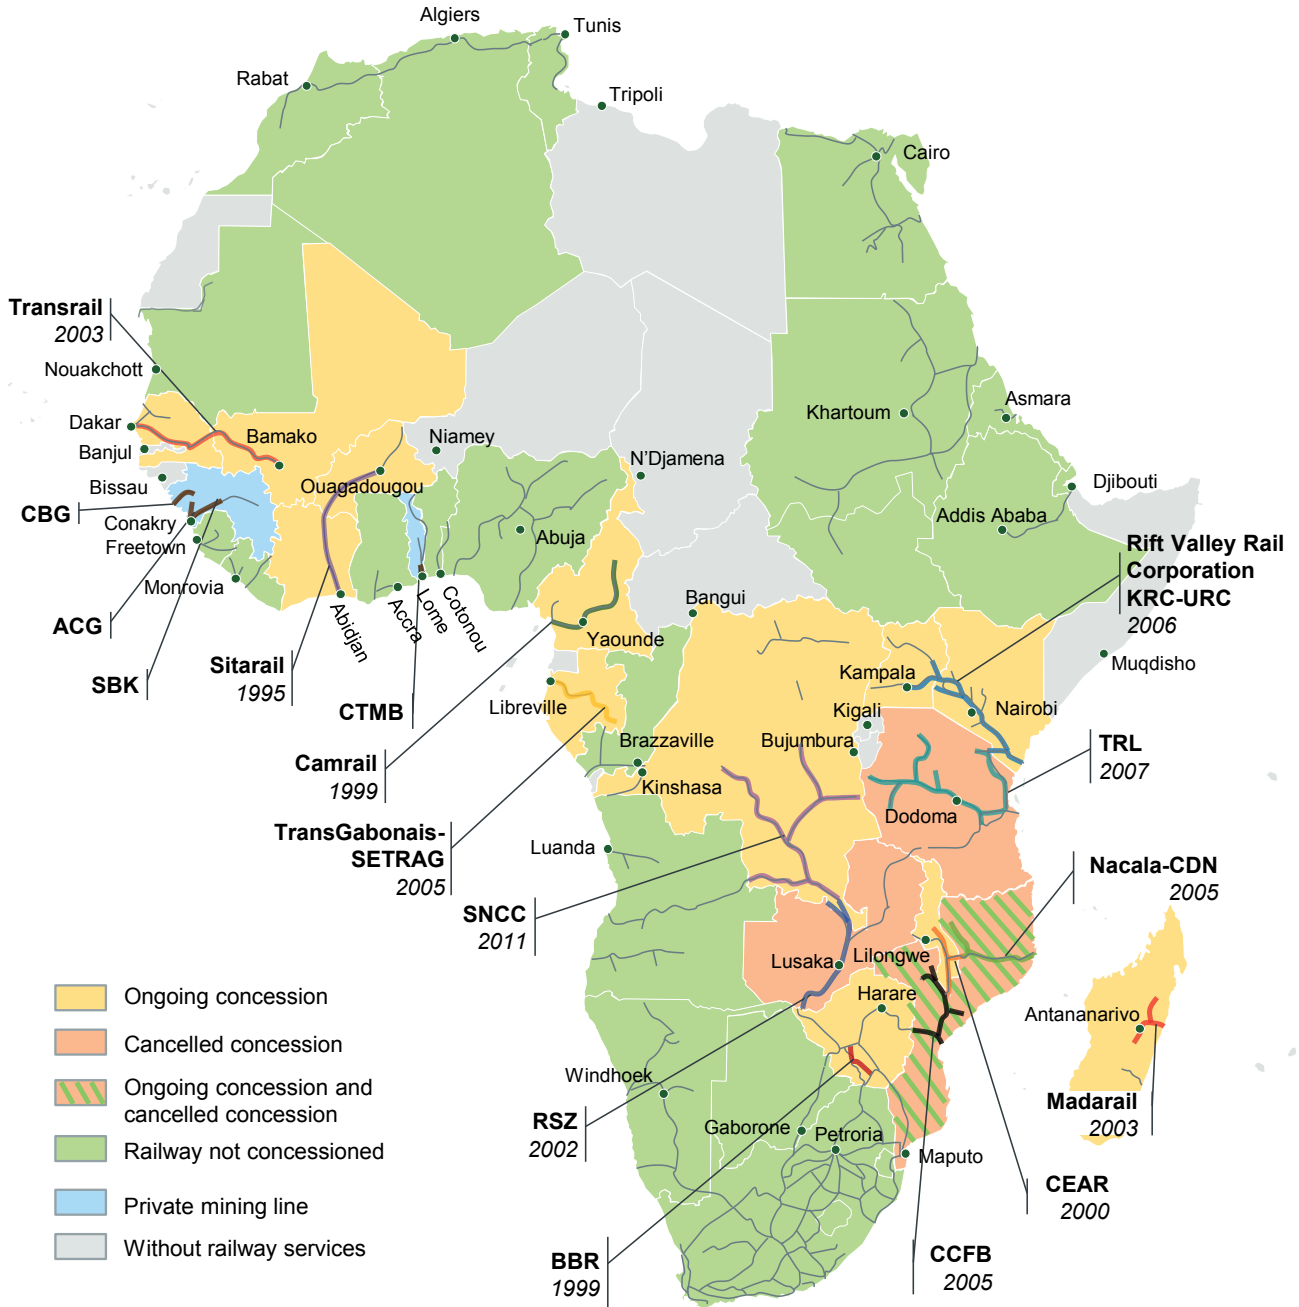 Algiers
Tunis
Rabat
Tripoli
Cairo
Transrail
2003
Nouakchott
Dakar
Banjul
Bamako
Niamey
Bissau
Ouagadougou
N'Djamena
Khartoum
Asmara
Djibouti
Addis Ababa
CBG
Conakry
Freetown
Monrovia
Abuja
Abidjan
Accra
Lome
Cotonou
Bangui
Yaounde
Rift Valley Rail
Corporation
KRC-URC
2006
ACG
SBK
Sitarail
1995
CTMB
Libreville
Kampala
Nairobi
Muqdisho
Kigali
Bujumbura
Brazzaville
Kinshasa
Camrail
1999
TRL
2007
Dodoma
TransGabonais-
SETRAG
2005
Luanda
Nacala-CDN
2005
SNCC
2011
Lusaka
Lilongwe
Harare
Antananarivo
Ongoing concession
Cancelled concession
Ongoing concession and
cancelled concession
Railway not concessioned
Private mining line
Without railway services
Windhoek
RSZ
2002
Gaborone
Petroria
Maputo
Madarail
2003
CEAR
2000
BBR
1999
CCFB
2005